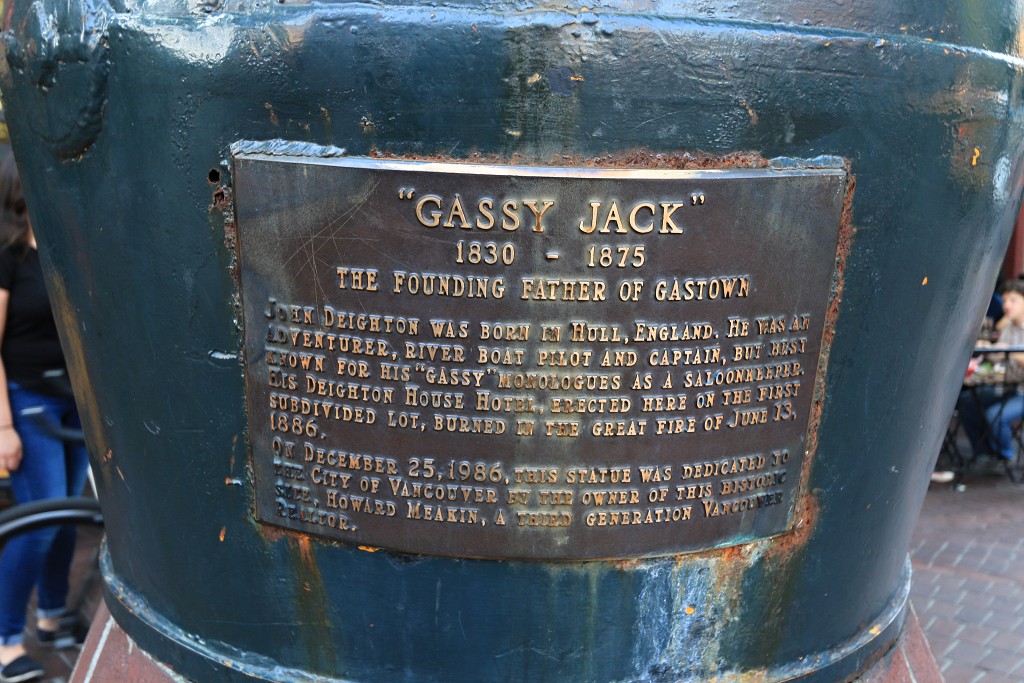 "GASSY JACK"
1830 - 1875
THE FOUNDING FATHER OF GASTOWN
JOHN DEIGHTON WAS BORN IN HULL, ENGLAND. HE WAS AN
ADVENTURER, RIVER BOAT PILOT AND CAPTAIN, BUT BEST
KNOWN FOR HIS "GASSY" MONOLOGUES AS A SALOONKEEPER.
HIS DEIGHTON HOUSE HOTEL, ERECTED HERE ON THE FIRST
SUBDIVIDED LOT, BURNED IN THE GREAT FIRE OF JUNE 13,
1886.
ON DECEMBER 25, 1986, THIS STATUE WAS DEDICATED TO
THE CITY OF VANCOUVER BY THE OWNER OF THIS HISTORIC
SITE, HOWARD MEAKIN, A THIRD GENERATION VANCOUVER
REALTOR.